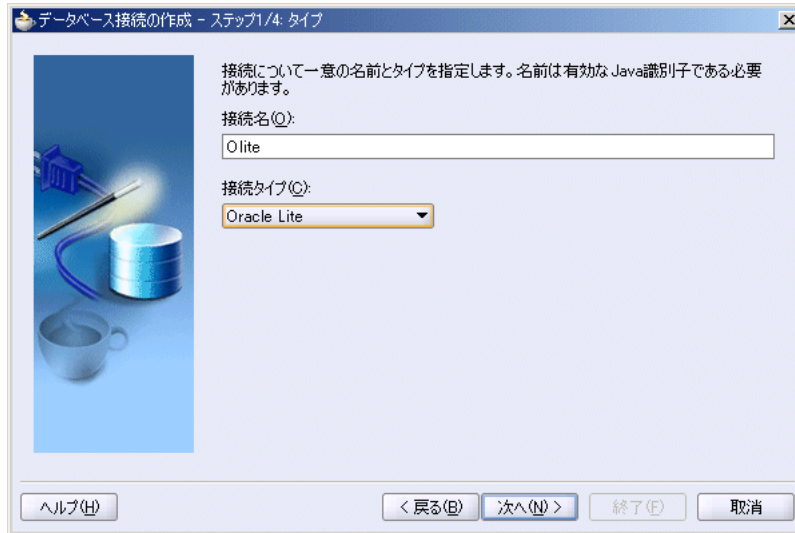 データベース接続の作成 - ステップ1/4: タイプ
接続について一意の名前とタイプを指定します。名前は有効なJava識別子である必要
があります。
接続名(O):
Olite
接続タイプ(C):
Oracle Lite
ヘルプ(H)
< 戻る(B)
次へ(N) >
終了(F)
取消